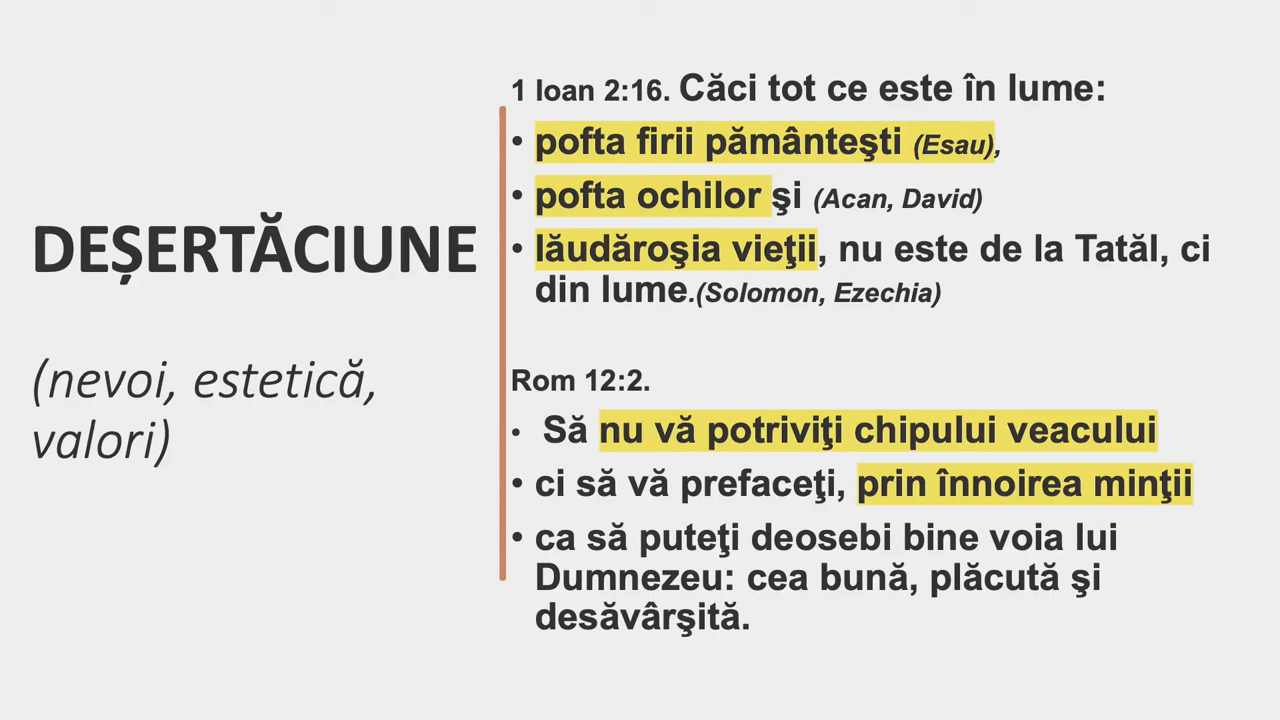 DEȘERTĂCIUNE
(nevoi, estetică,
valori)
1 Ioan 2:16. Căci tot ce este în lume:
• pofta firii pământeşti (Esau),
• pofta ochilor şi (Acan, David)
• lăudăroşia vieţii, nu este de la Tatăl, ci
din lume.(Solomon, Ezechia)
Rom 12:2.
• Să nu vă potriviţi chipului veacului
• ci să vă prefaceţi, prin înnoirea minţii
• ca să puteţi deosebi bine voia lui
Dumnezeu: cea bună, plăcută şi
desăvârşită.